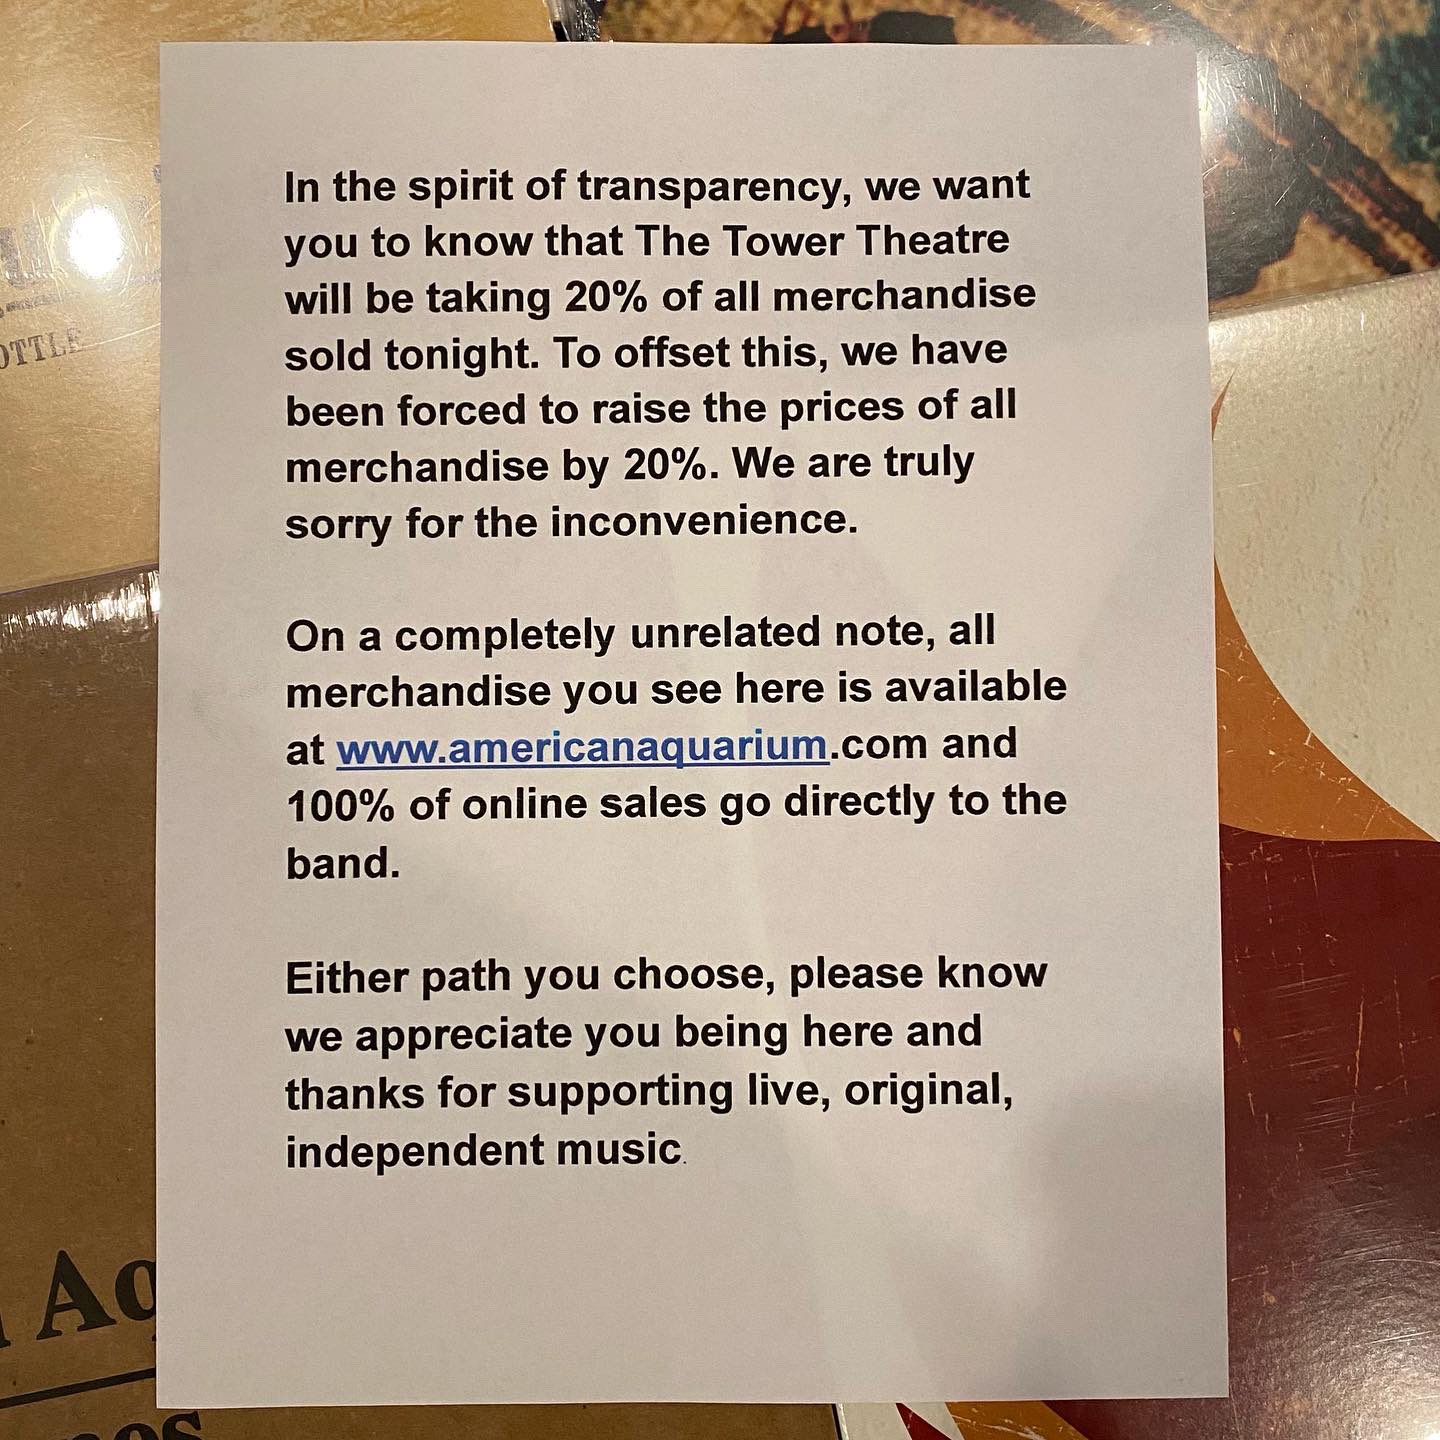 OTTLE
In the spirit of transparency, we want
you to know that The Tower Theatre
will be taking 20% of all merchandise
sold tonight. To offset this, we have
been forced to raise the prices of all
merchandise by 20%. We are truly
sorry for the inconvenience.
On a completely unrelated note, all
merchandise you see here is available
at www.americanaquarium.com and
100% of online sales go directly to the
band.
Either path you choose, please know
we appreciate you being here and
thanks for supporting live, original,
independent music.
Aq